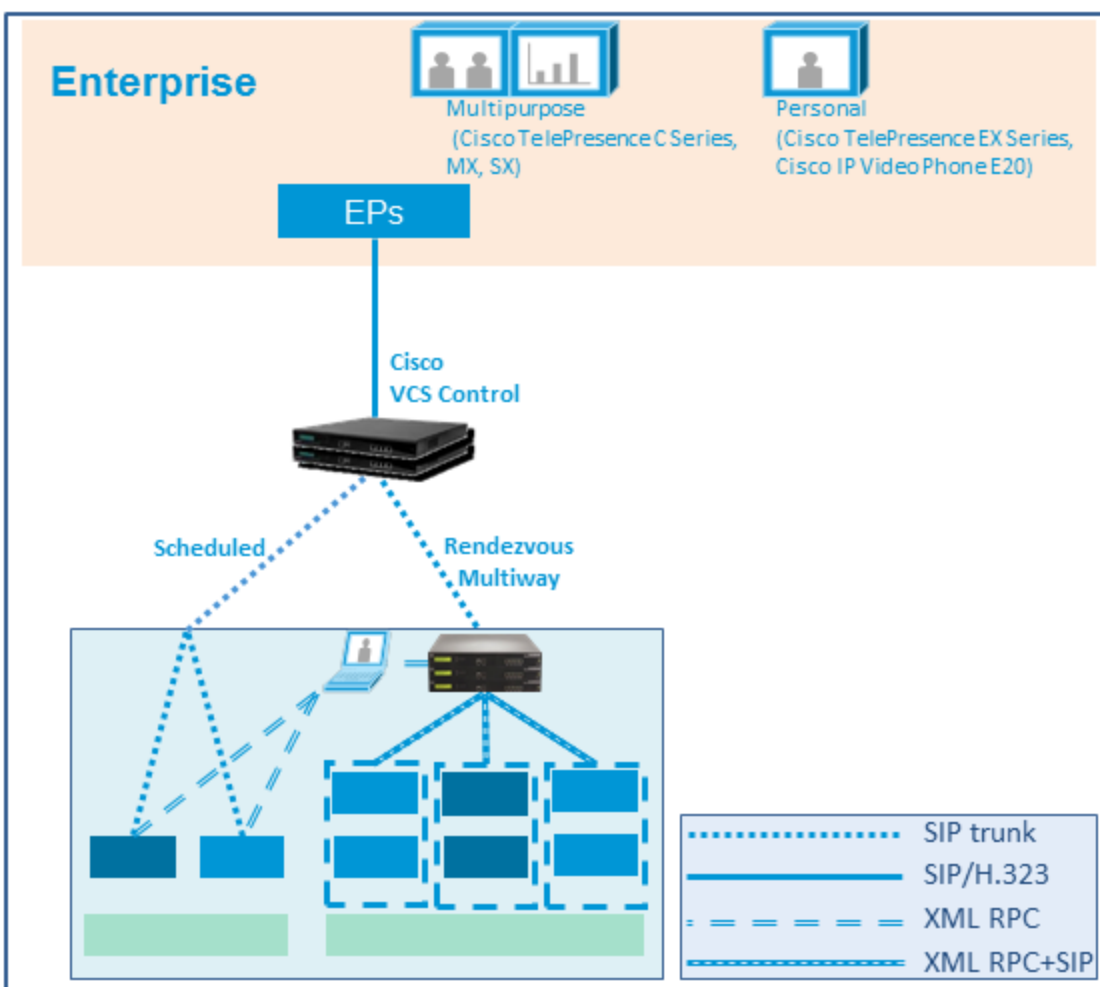 Enterprise
Multipurpose
(Cisco TelePresence C Series,
MX, SX)
Personal
(Cisco TelePresence EX Series,
Cisco IP Video Phone E20)
EPs
Cisco
VCS Control
Scheduled
Rendezvous
Multiway
SIP trunk
SIP/H.323
XML RPC
XML RPC+SIP